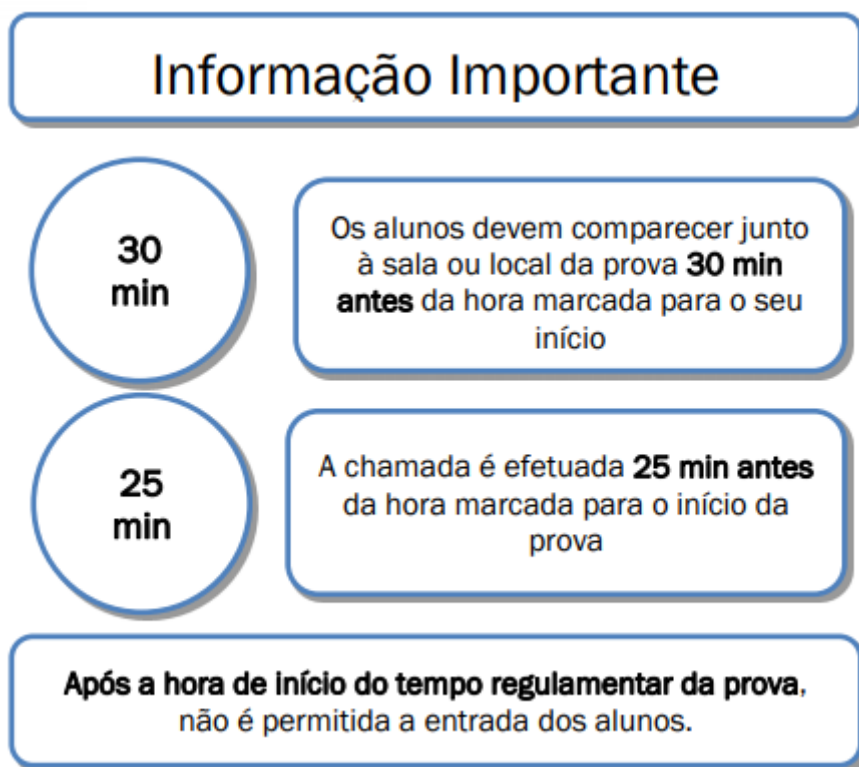 Informação Importante
30
min
Os alunos devem comparecer junto
à sala ou local da prova 30 min
antes da hora marcada para o seu
início
25
min
A chamada é efetuada 25 min antes
da hora marcada para o início da
prova
Após a hora de início do tempo regulamentar da prova,
não é permitida a entrada dos alunos.